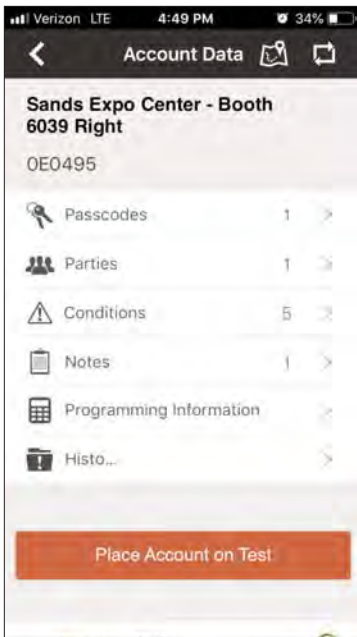 Verizon LTE 4:49 PM 34%
Account Data
Sands Expo Center - Booth
6039 Right
0E0495
Passcodes 1 >
Parties 1 >
Conditions 5 >
Notes 1 >
Programming Information >
Histo... >
Place Account on Test